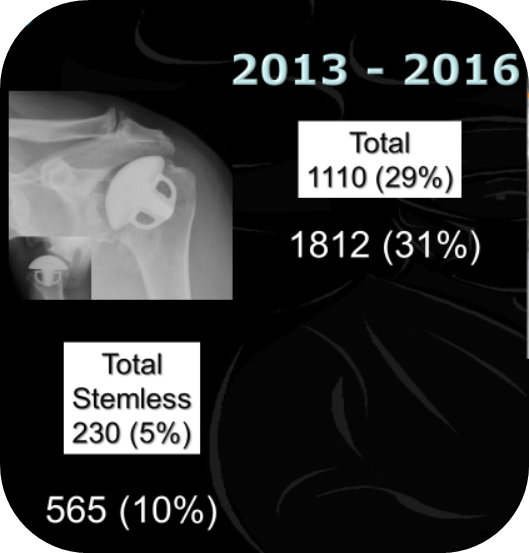 2013 - 2016
Total
1110 (29%)
1812 (31%)
Total
Stemless
230 (5%)
565 (10%)